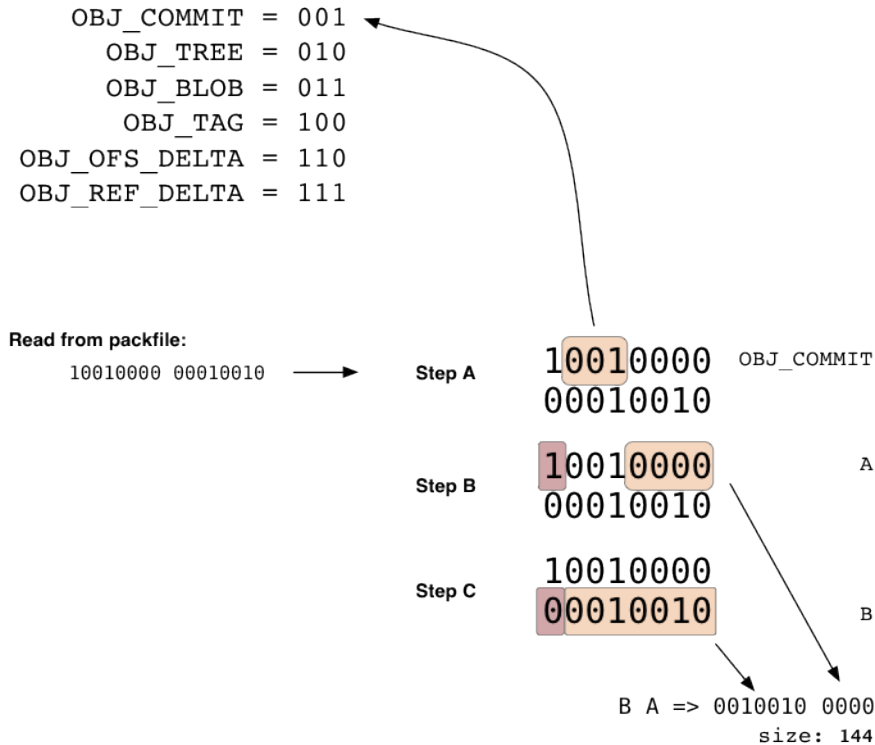 OBJ_COMMIT = 001
OBJ_TREE = 010
OBJ_BLOB = 011
OBJ_TAG = 100
OBJ_OFS_DELTA = 110
OBJ_REF_DELTA = 111
Read from packfile:
10010000 00010010
Step A
10010000
00010010
OBJ_COMMIT
Step B
10010000
00010010
A
Step C
10010000
00010010
B
B A => 0010010 0000
size: 144